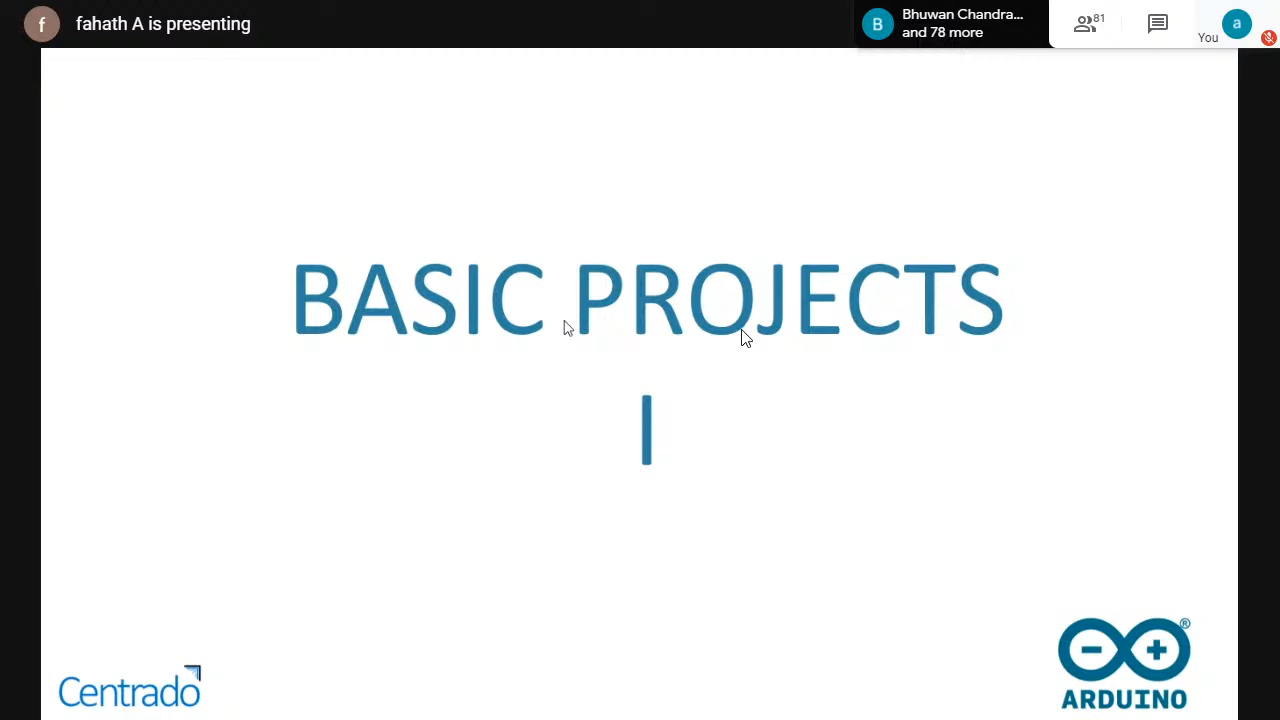 f
fahath A is presenting
B
Bhuwan Chandra...
and 78 more
81
You
a
BASIC PROJECTS
I
Centrado
®
ARDUINO